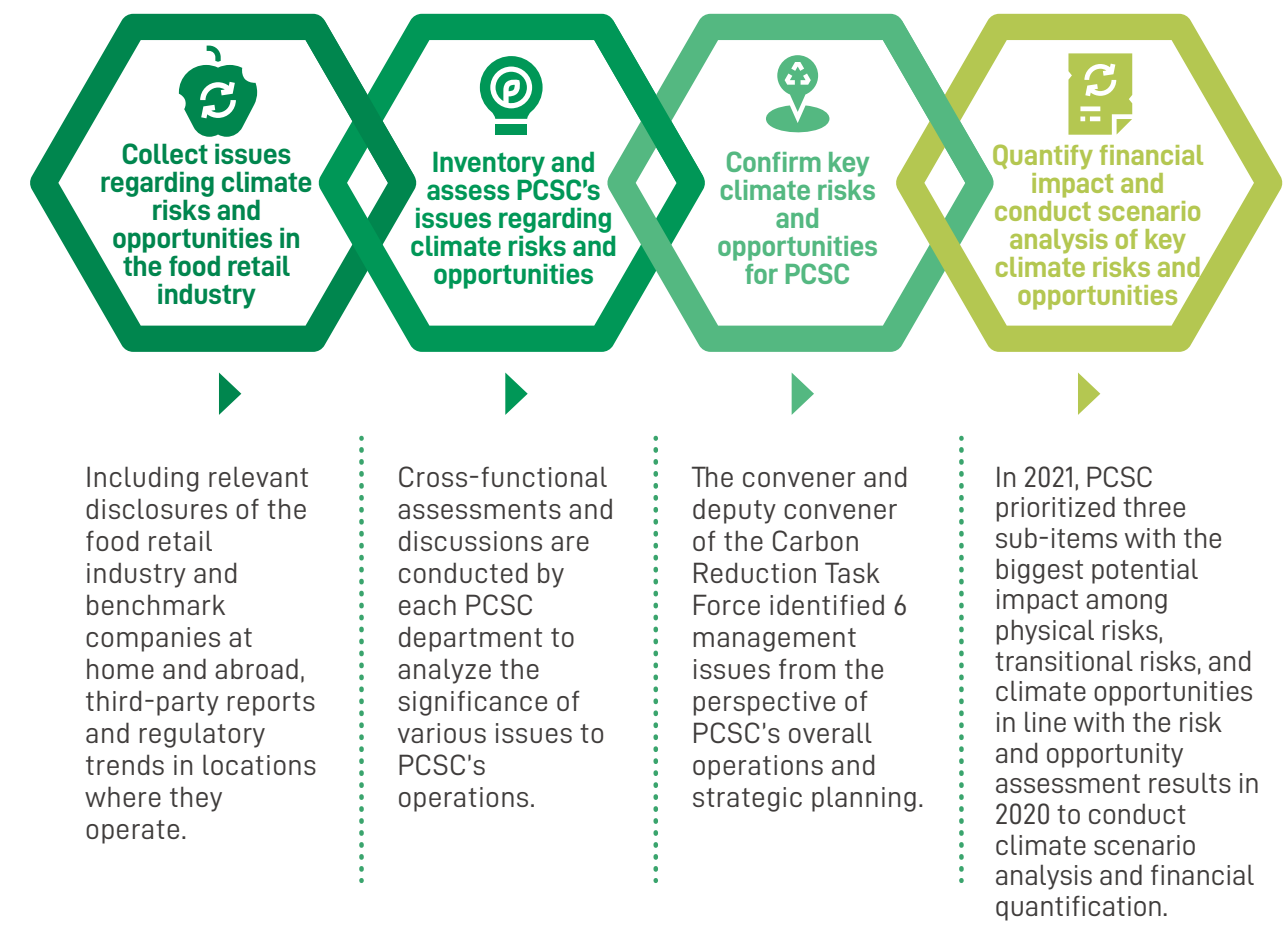 Collect issues
regarding climate
risks and
opportunities in
the food retail
industry
Inventory and
assess PCSC's
issues regarding
climate risks and
opportunities
Confirm key
climate risks
and
opportunities
for PCSC
Quantify financial
impact and
conduct scenario
analysis of key
climate risks and
opportunities
Including relevant
disclosures of the
food retail
industry and
benchmark
companies at
home and abroad,
third-party reports
and regulatory
trends in locations
where they
operate.
Cross-functional
assessments and
discussions are
conducted by
each PCSC
department to
analyze the
significance of
various issues to
PCSC's
operations.
The convener and
deputy convener
of the Carbon
Reduction Task
Force identified 6
management
issues from the
perspective of
PCSC's overall
operations and
strategic planning.
In 2021, PCSC
prioritized three
sub-items with the
biggest potential
impact among
physical risks,
transitional risks, and
climate opportunities
in line with the risk
and opportunity
assessment results in
2020 to conduct
climate scenario
analysis and financial
quantification.